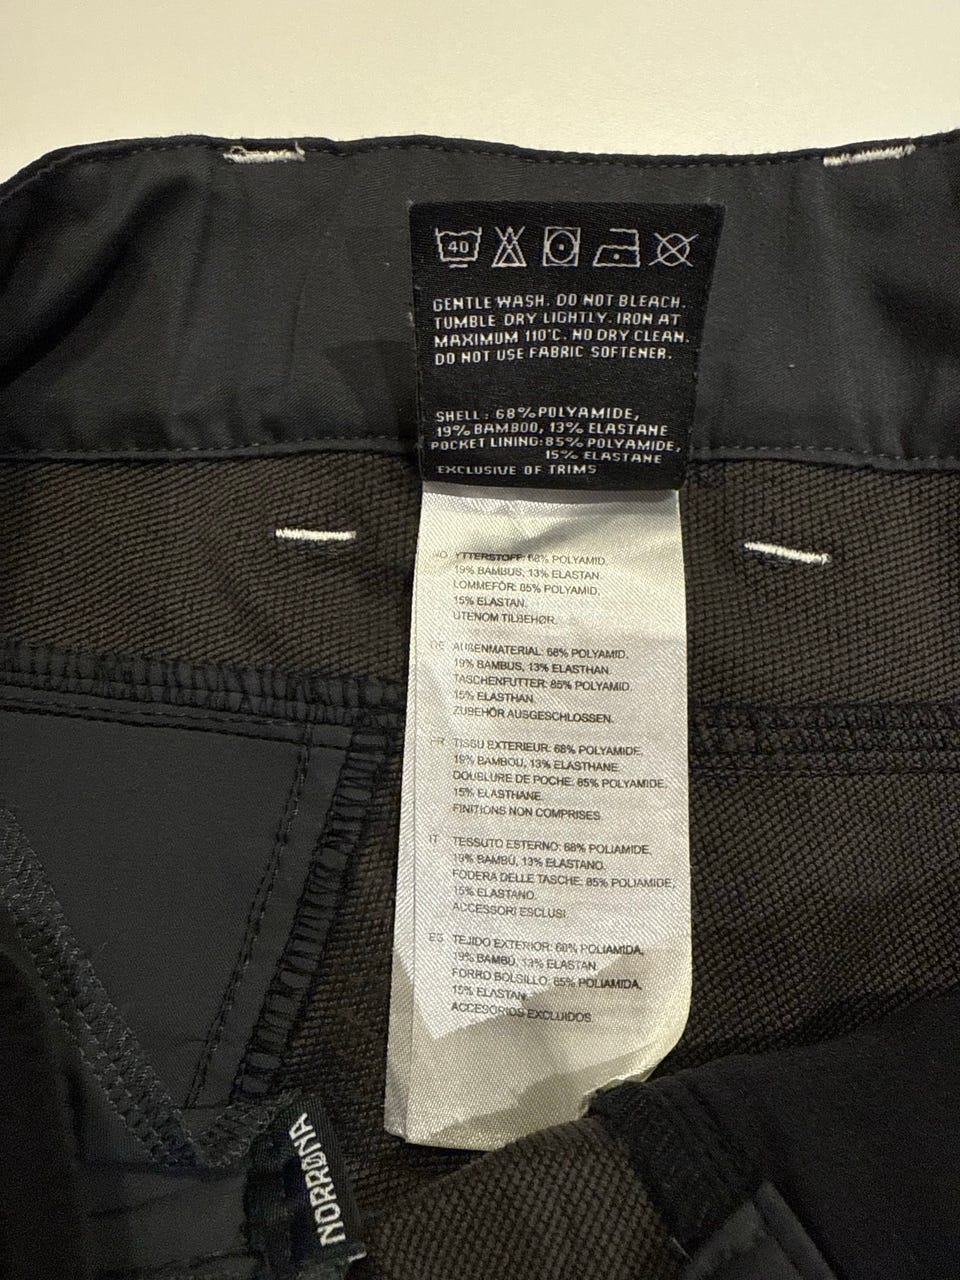 40
GENTLE WASH. DO NOT BLEACH.
TUMBLE DRY LIGHTLY. IRON AT
MAXIMUM 110°C. NO DRY CLEAN.
DO NOT USE FABRIC SOFTENER.
SHELL: 68% POLYAMIDE,
19% BAMBOO, 13% ELASTANE
POCKET LINING: 85% POLYAMIDE,
15% ELASTANE
EXCLUSIVE OF TRIMS
NO YTTERSTOFF: 68% POLYAMID.
19% BAMBUS, 13% ELASTAN.
LOMMEFÔR: 85% POLYAMID.
15% ELASTAN.
UTENOM TILBEHØR.
DE AUßENMATERIAL: 68% POLYAMID.
19% BAMBUS, 13% ELASTHAN.
TASCHENFUTTER: 85% POLYAMID.
15% ELASTHAN.
ZUBEHÖR AUSGESCHLOSSEN.
FR TISSU EXTERIEUR: 68% POLYAMIDE.
19% BAMBOU, 13% ELASTHANE.
DOUBLURE DE POCHE: 85% POLYAMIDE,
15% ELASTHANE.
FINITIONS NON COMPRISES.
IT TESSUTO ESTERNO: 68% POLIAMIDE,
19% BAMBÚ, 13% ELASTANO.
FODERA DELLE TASCHE: 85% POLIAMIDE,
15% ELASTANO.
ACCESSORI ESCLUSI
ES TEJIDO EXTERIOR: 68% POLIAMIDA,
19% BAMBÚ, 13% ELASTAN.
FORRO BOLSILLO: 85% POLIAMIDA,
15% ELASTAN.
ACCESORIOS EXCLUIDOS.
NORRØNA